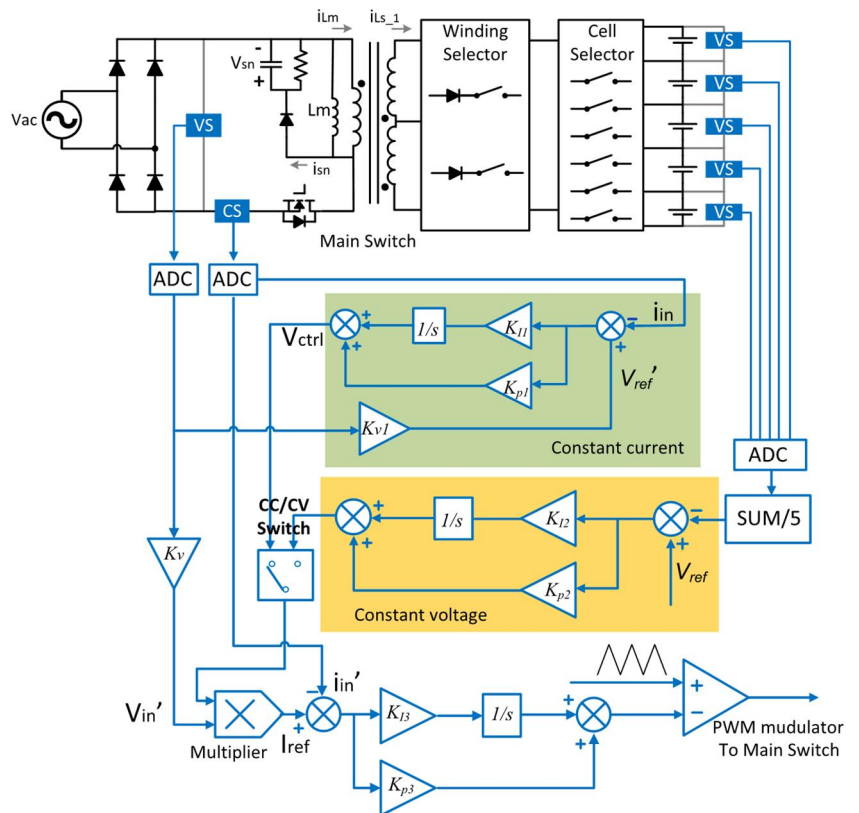 iLm
iLs_1
Winding
Selector
Cell
Selector
-
Vsn
+
Lm
Vac
VS
isn
CS
Main Switch
VS
VS
VS
VS
VS
ADC
ADC
iin
+
+
1/s
KI1
-
+
Vctrl
Kp1
Vref'
Kv1
Constant current
ADC
CC/CV
Switch
+
+
1/s
KI2
-
+
SUM/5
Kv
Kp2
Vref
Constant voltage
iin'
-
Vin'
Multiplier
+
Iref
KI3
1/s
+
+
+
-
PWM mudulator
To Main Switch
Kp3